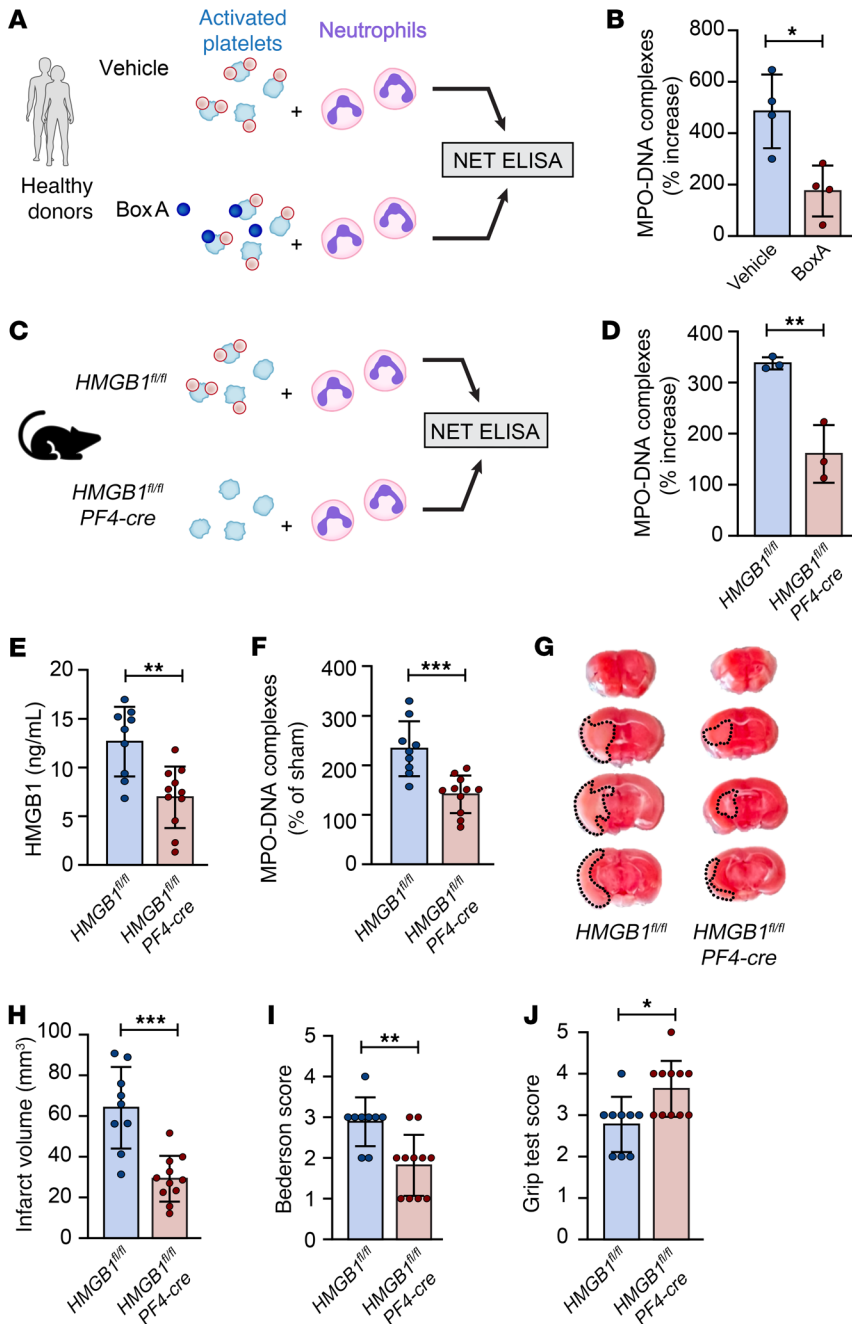 A
Activated
platelets
Neutrophils
Vehicle
+
Healthy
donors
BoxA
+
NET ELISA
B
MPO-DNA complexes
(% increase)
800
600
400
200
0
*
Vehicle
BoxA
C
HMGB1fl/fl
+
HMGB1fl/fl
PF4-cre
+
NET ELISA
D
MPO-DNA complexes
(% increase)
400
300
200
100
0
**
HMGB1fl/fl
HMGB1fl/fl
PF4-cre
E
HMGB1 (ng/mL)
20
15
10
5
0
**
HMGB1fl/fl
HMGB1fl/fl
PF4-cre
F
MPO-DNA complexes
(% of sham)
400
300
200
100
0
***
HMGB1fl/fl
HMGB1fl/fl
PF4-cre
G
HMGB1fl/fl
HMGB1fl/fl
PF4-cre
H
Infarct volume (mm3)
100
80
60
40
20
0
***
HMGB1fl/fl
HMGB1fl/fl
PF4-cre
I
Bederson score
5
4
3
2
1
0
**
HMGB1fl/fl
HMGB1fl/fl
PF4-cre
J
Grip test score
5
4
3
2
1
0
*
HMGB1fl/fl
HMGB1fl/fl
PF4-cre